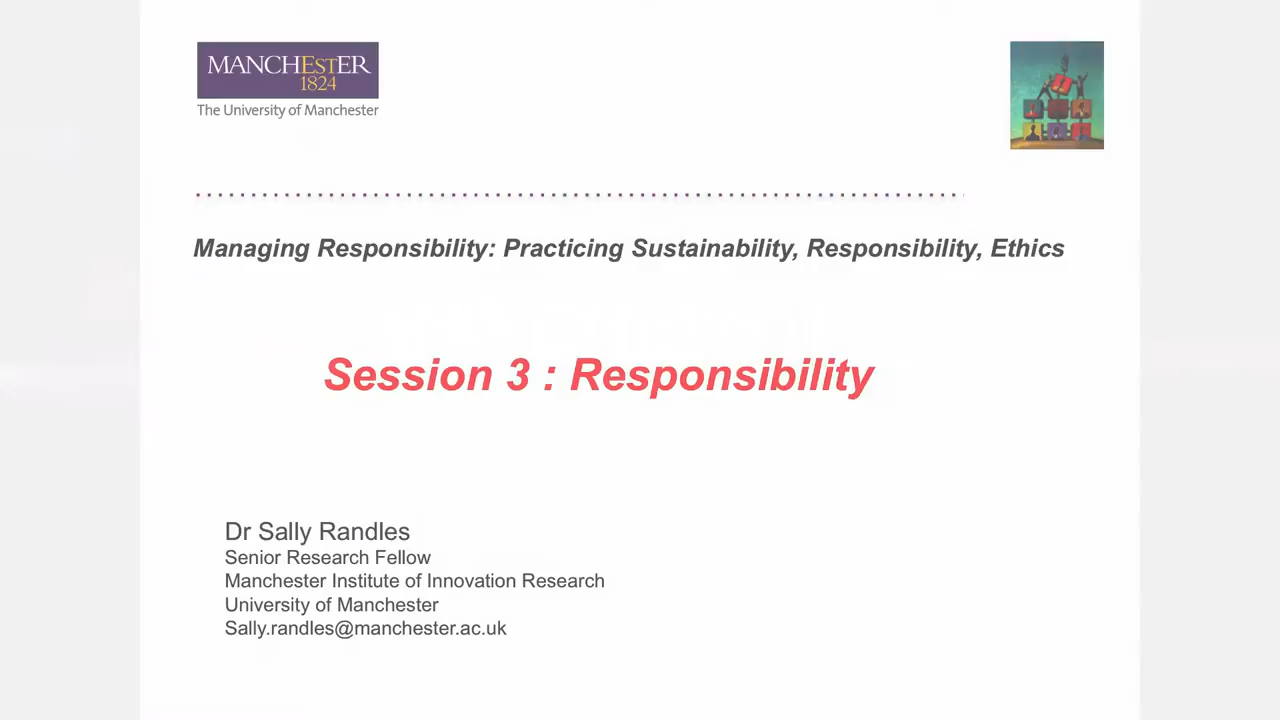 MANCHESTER
1824
The University of Manchester
Managing Responsibility: Practicing Sustainability, Responsibility, Ethics
Session 3 : Responsibility
Dr Sally Randles
Senior Research Fellow
Manchester Institute of Innovation Research
University of Manchester
Sally.randles@manchester.ac.uk